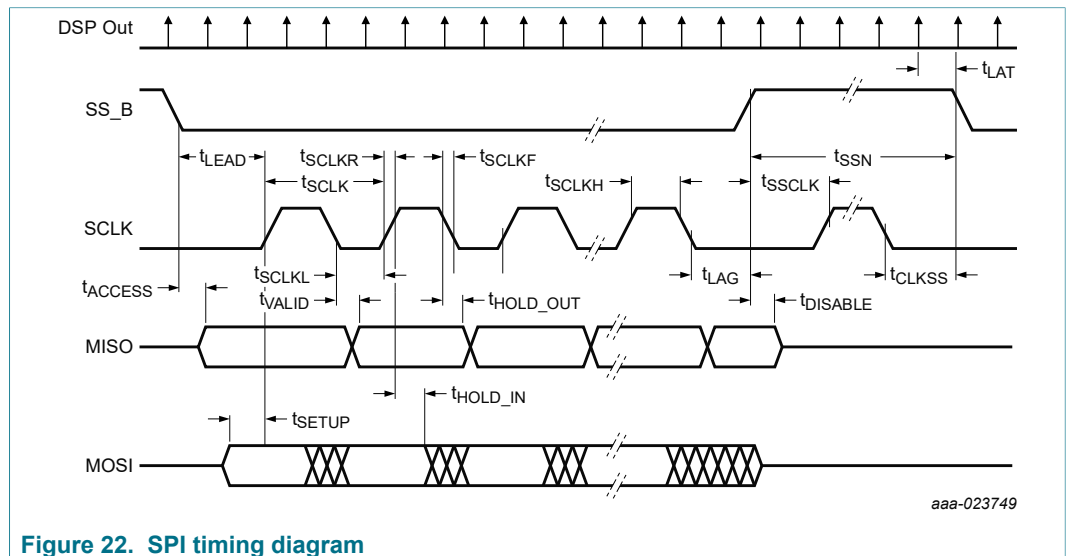 DSP Out
tLAT
SS_B
tLEAD
tSCLKR
tSCLKF
tSSN
tSCLK
tSCLKH
tSSCLK
SCLK
tSCLKL
tLAG
tCLKSS
tACCESS
tVALID
tHOLD_OUT
tDISABLE
MISO
tHOLD_IN
tSETUP
MOSI
aaa-023749
Figure 22. SPI timing diagram